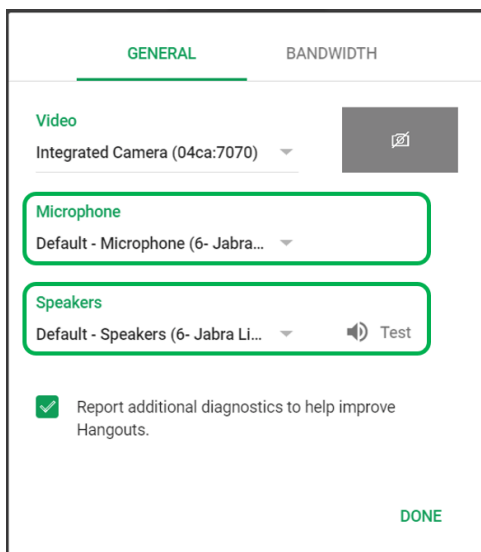 GENERAL BANDWIDTH
Video
Integrated Camera (04ca:7070)
Microphone
Default - Microphone (6- Jabra...
Speakers
Default - Speakers (6- Jabra Li... Test
Report additional diagnostics to help improve
Hangouts.
DONE